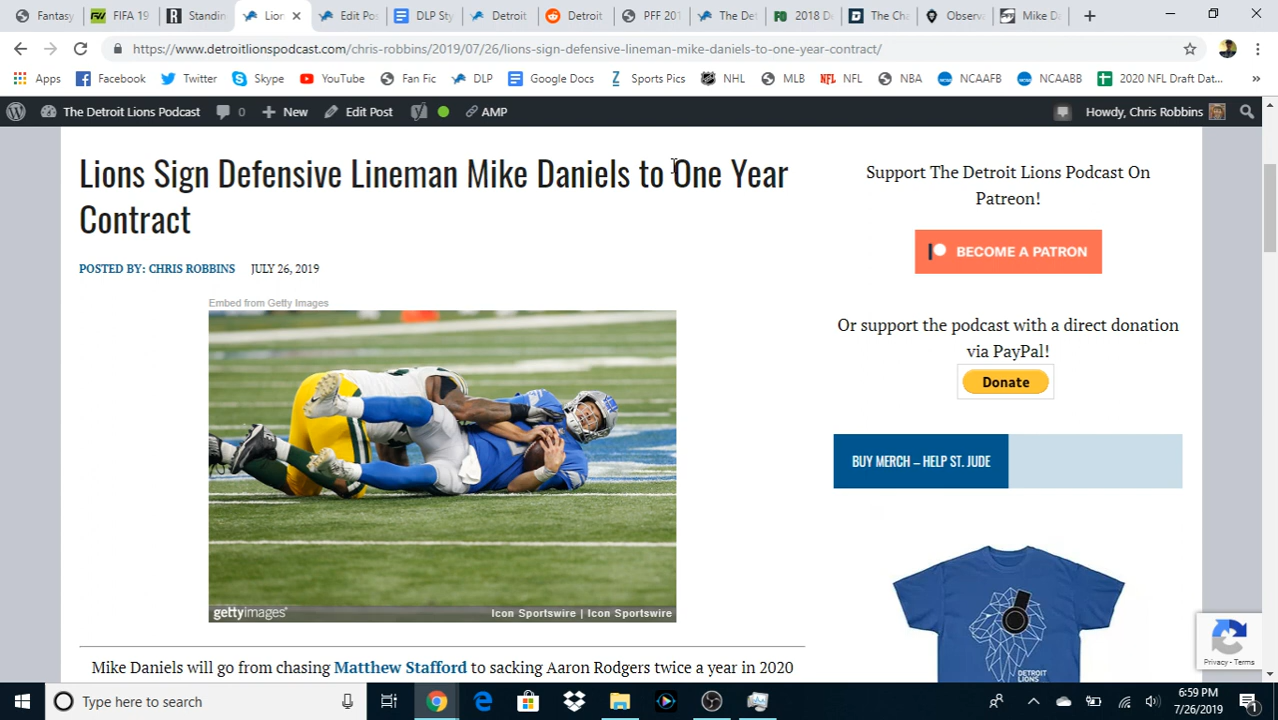 Fantasy
FIFA 19
Standin
Lion
Edit Po
DLP Sty
Detroit
Detroit
PFF 201
The Det
2018 D
The Cha
Observa
Mike D
https://www.detroitlionspodcast.com/chris-robbins/2019/07/26/lions-sign-defensive-lineman-mike-daniels-to-one-year-contract/
Apps
Facebook
Twitter
Skype
YouTube
Fan Fic
DLP
Google Docs
Sports Pics
NHL
MLB
NFL
NBA
NCAAFB
NCAABB
2020 NFL Draft Dat...
»
The Detroit Lions Podcast
0
New
Edit Post
AMP
Howdy, Chris Robbins
Lions Sign Defensive Lineman Mike Daniels to One Year
Contract
POSTED BY: CHRIS ROBBINS JULY 26, 2019
Embed from Getty Images
gettyimages®
Icon Sportswire | Icon Sportswire
Mike Daniels will go from chasing Matthew Stafford to sacking Aaron Rodgers twice a year in 2020
Support The Detroit Lions Podcast On
Patreon!
BECOME A PATRON
Or support the podcast with a direct donation
via PayPal!
Donate
BUY MERCH – HELP ST. JUDE
DETROIT
LIONS
Privacy - Terms
Type here to search
6:59 PM
7/26/2019
1